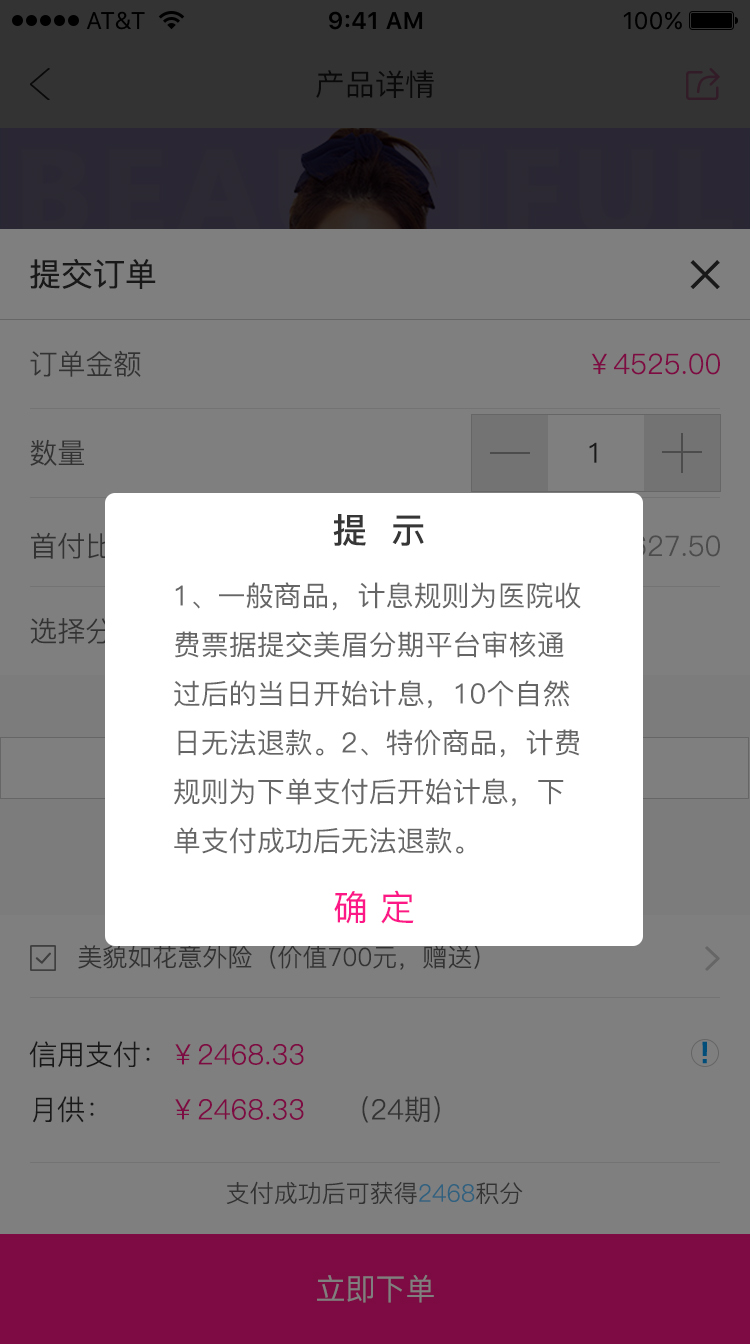 AT&T 9:41 AM 100%
产品详情
BEAUTIFUL
提交订单
订单金额 ￥4525.00
数量 1
首付比
27.50
选择分
提 示
1、一般商品，计息规则为医院收
费票据提交美眉分期平台审核通
过后的当日开始计息，10个自然
日无法退款。2、特价商品，计费
规则为下单支付后开始计息，下
单支付成功后无法退款。
确 定
美貌如花意外险（价值700元，赠送）
信用支付： ￥2468.33
月供： ￥2468.33 （24期）
支付成功后可获得2468积分
立即下单